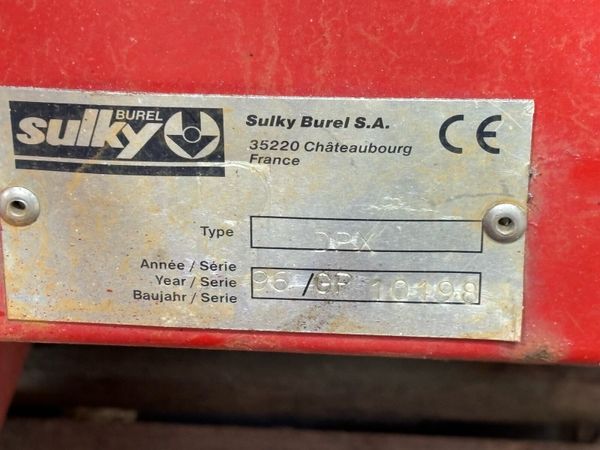 BUREL
sulky
Sulky Burel S.A.
35220 Châteaubourg
France
CE
Type DPX
Année / Série
Year / Serie 96 /GP 10198
Baujahr / Serie